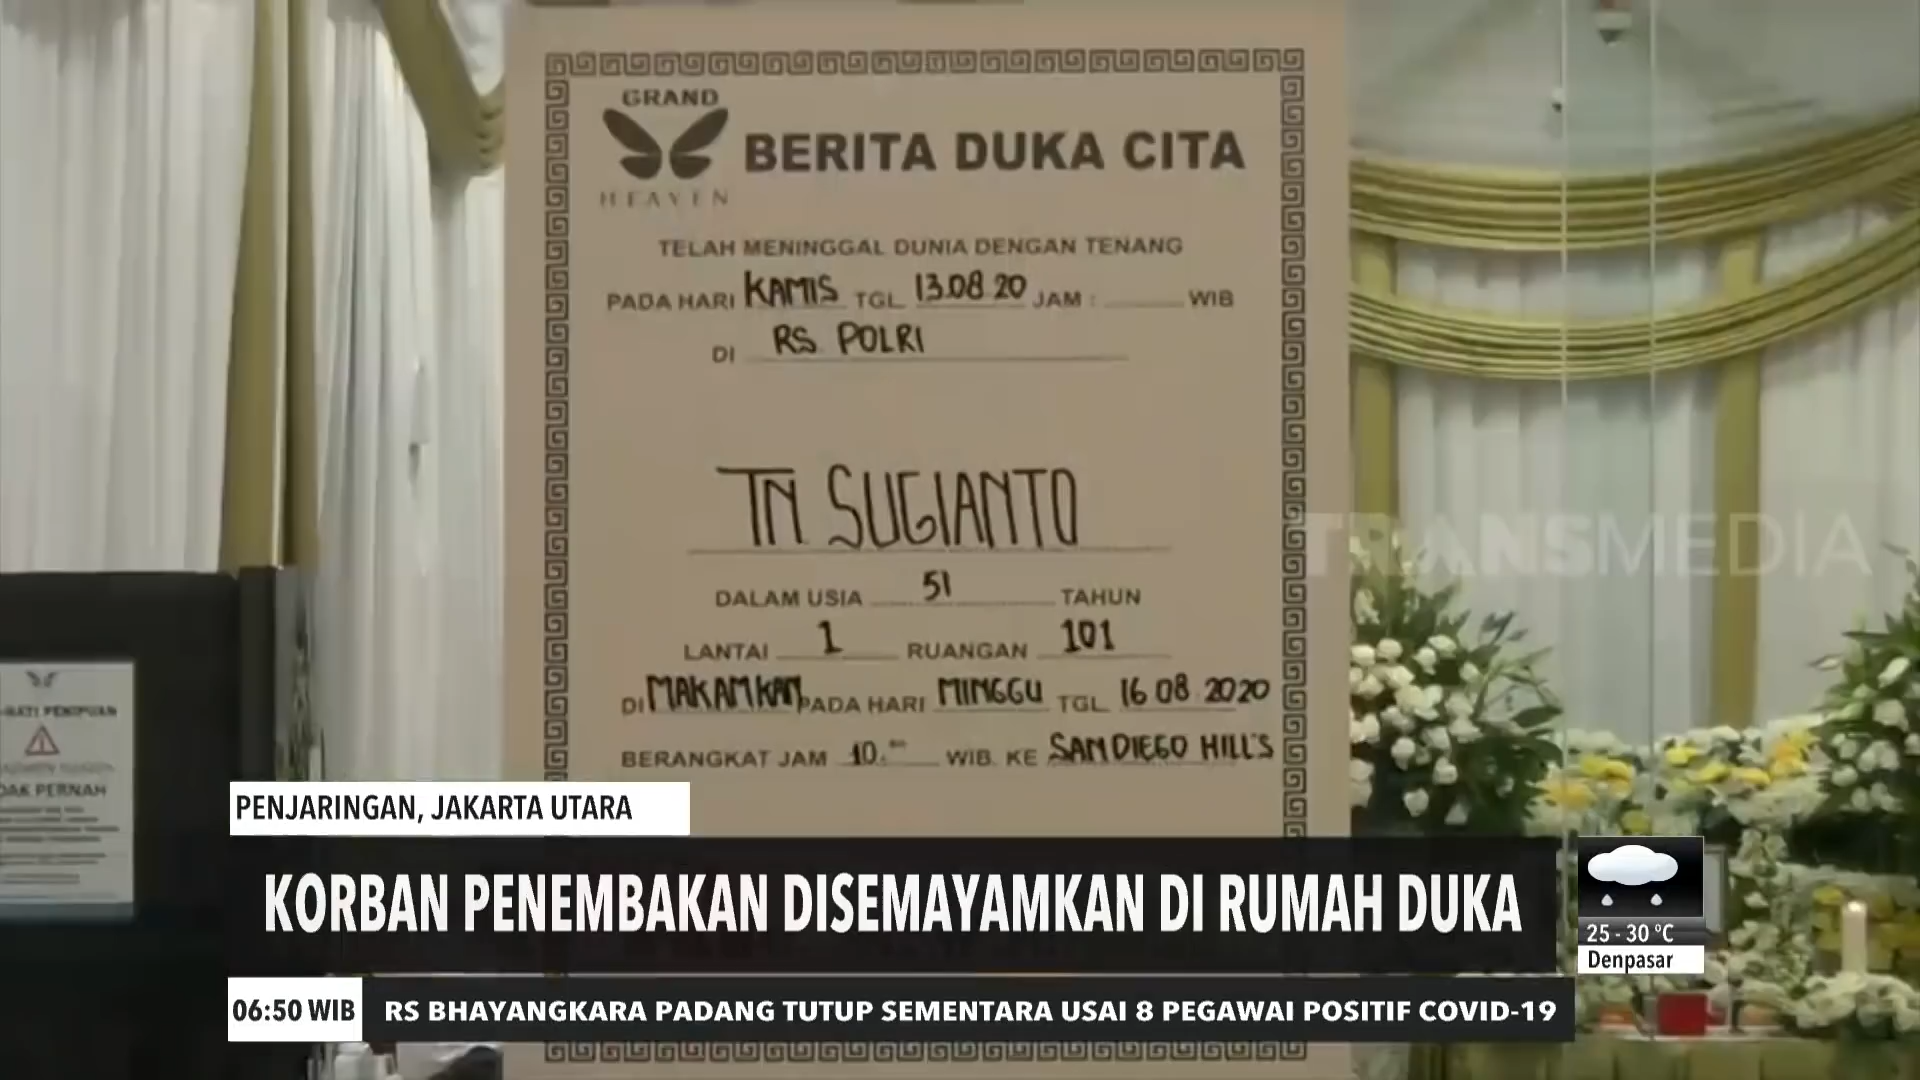 GRAND
HEAVEN
BERITA DUKA CITA
TELAH MENINGGAL DUNIA DENGAN TENANG
PADA HARI KAMIS TGL 13.08.20 JAM : WIB
DI RS. POLRI
TN SUGIANTO
DALAM USIA 51 TAHUN
LANTAI 1 RUANGAN 101
DI MAKAMKAN PADA HARI MINGGU TGL 16 08 2020
BERANGKAT JAM 10.00 WIB. KE SAN DIEGO HILL'S
TRANSMEDIA
-HATI PENIPUAN
DAK PERNAH
PENJARINGAN, JAKARTA UTARA
KORBAN PENEMBAKAN DISEMAYAMKAN DI RUMAH DUKA
25 - 30 °C
Denpasar
06:50 WIB
RS BHAYANGKARA PADANG TUTUP SEMENTARA USAI 8 PEGAWAI POSITIF COVID-19